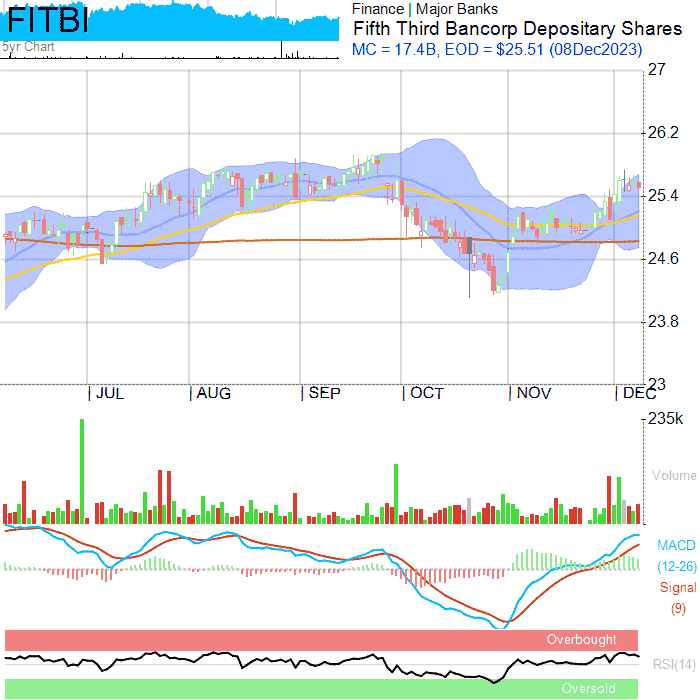 FITBI
5yr Chart
Finance | Major Banks
Fifth Third Bancorp Depositary Shares
MC = 17.4B, EOD = $25.51 (08Dec2023)
27
26.2
25.4
24.6
23.8
23
JUL AUG SEP OCT NOV DEC
235k
Volume
MACD
(12-26)
Signal
(9)
Overbought
RSI(14)
Oversold